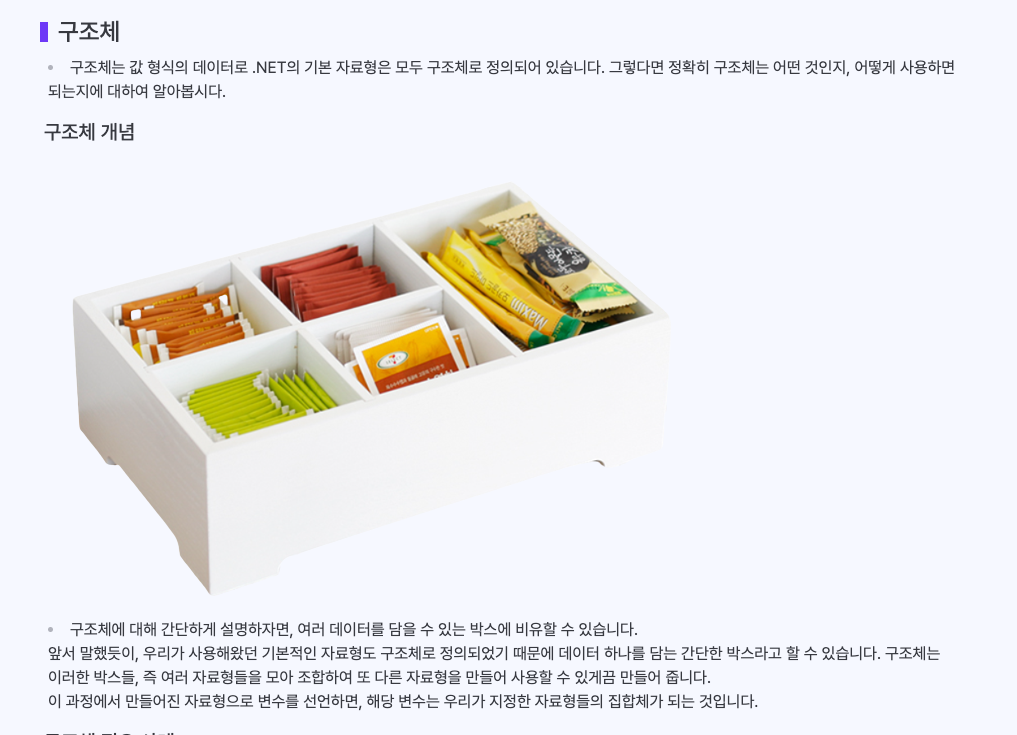 구조체
구조체는 값 형식의 데이터로 .NET의 기본 자료형은 모두 구조체로 정의되어 있습니다. 그렇다면 정확히 구조체는 어떤 것인지, 어떻게 사용하면
되는지에 대하여 알아봅시다.
구조체 개념
Maxim
구조체에 대해 간단하게 설명하자면, 여러 데이터를 담을 수 있는 박스에 비유할 수 있습니다.
앞서 말했듯이, 우리가 사용해왔던 기본적인 자료형도 구조체로 정의되었기 때문에 데이터 하나를 담는 간단한 박스라고 할 수 있습니다. 구조체는
이러한 박스들, 즉 여러 자료형들을 모아 조합하여 또 다른 자료형을 만들어 사용할 수 있게끔 만들어 줍니다.
이 과정에서 만들어진 자료형으로 변수를 선언하면, 해당 변수는 우리가 지정한 자료형들의 집합체가 되는 것입니다.